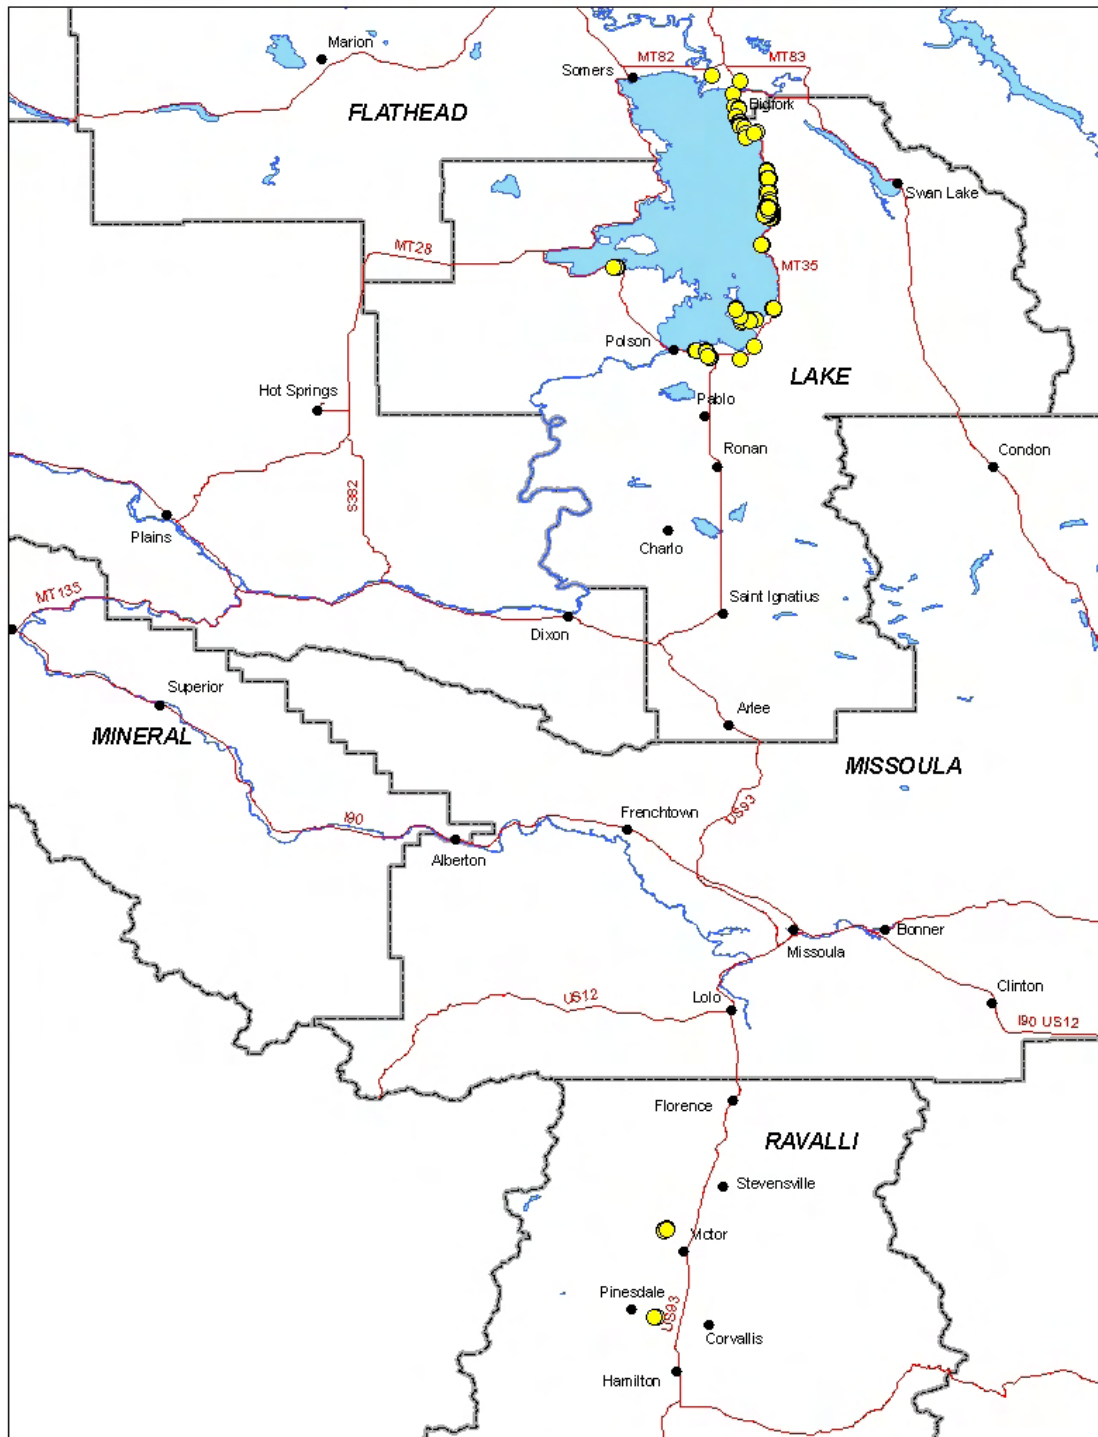 Marion
MT82
MT83
Somers
Bigfork
FLATHEAD
Swan Lake
MT28
MT35
Polson
LAKE
Hot Springs
Pablo
Ronan
Condon
S382
Plains
Charlo
MT135
Saint Ignatius
Dixon
Superior
Arlee
MINERAL
MISSOULA
US93
I90
Frenchtown
Alberton
Bonner
Missoula
US12
Lolo
Clinton
I90 US12
Florence
RAVALLI
Stevensville
Victor
Pinesdale
US93
Corvallis
Hamilton